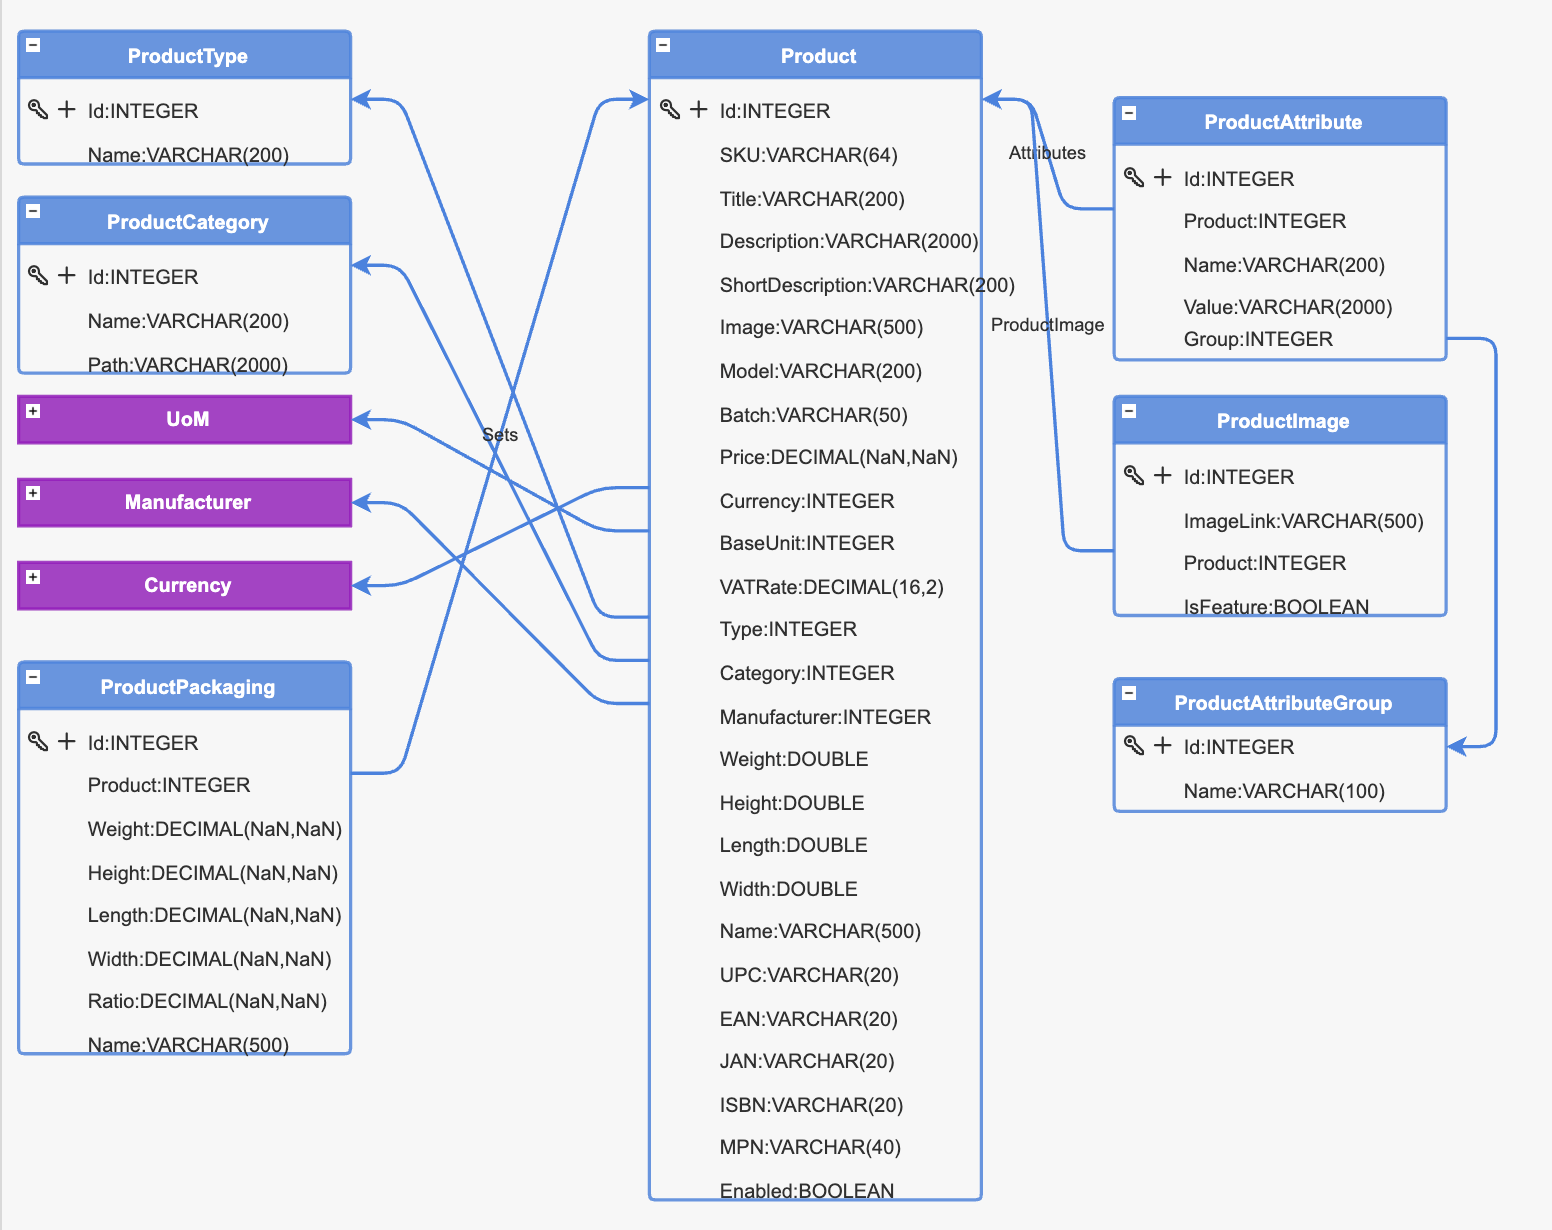 ProductType
Id:INTEGER
Name:VARCHAR(200)
ProductCategory
Id:INTEGER
Name:VARCHAR(200)
Path:VARCHAR(2000)
UoM
Manufacturer
Currency
ProductPackaging
Id:INTEGER
Product:INTEGER
Weight:DECIMAL(NaN,NaN)
Height:DECIMAL(NaN,NaN)
Length:DECIMAL(NaN,NaN)
Width:DECIMAL(NaN,NaN)
Ratio:DECIMAL(NaN,NaN)
Name:VARCHAR(500)
Sets
Product
Id:INTEGER
SKU:VARCHAR(64)
Title:VARCHAR(200)
Description:VARCHAR(2000)
ShortDescription:VARCHAR(200)
Image:VARCHAR(500)
Model:VARCHAR(200)
Batch:VARCHAR(50)
Price:DECIMAL(NaN,NaN)
Currency:INTEGER
BaseUnit:INTEGER
VATRate:DECIMAL(16,2)
Type:INTEGER
Category:INTEGER
Manufacturer:INTEGER
Weight:DOUBLE
Height:DOUBLE
Length:DOUBLE
Width:DOUBLE
Name:VARCHAR(500)
UPC:VARCHAR(20)
EAN:VARCHAR(20)
JAN:VARCHAR(20)
ISBN:VARCHAR(20)
MPN:VARCHAR(40)
Enabled:BOOLEAN
Attributes
ProductImage
ProductAttribute
Id:INTEGER
Product:INTEGER
Name:VARCHAR(200)
Value:VARCHAR(2000)
Group:INTEGER
ProductImage
Id:INTEGER
ImageLink:VARCHAR(500)
Product:INTEGER
IsFeature:BOOLEAN
ProductAttributeGroup
Id:INTEGER
Name:VARCHAR(100)